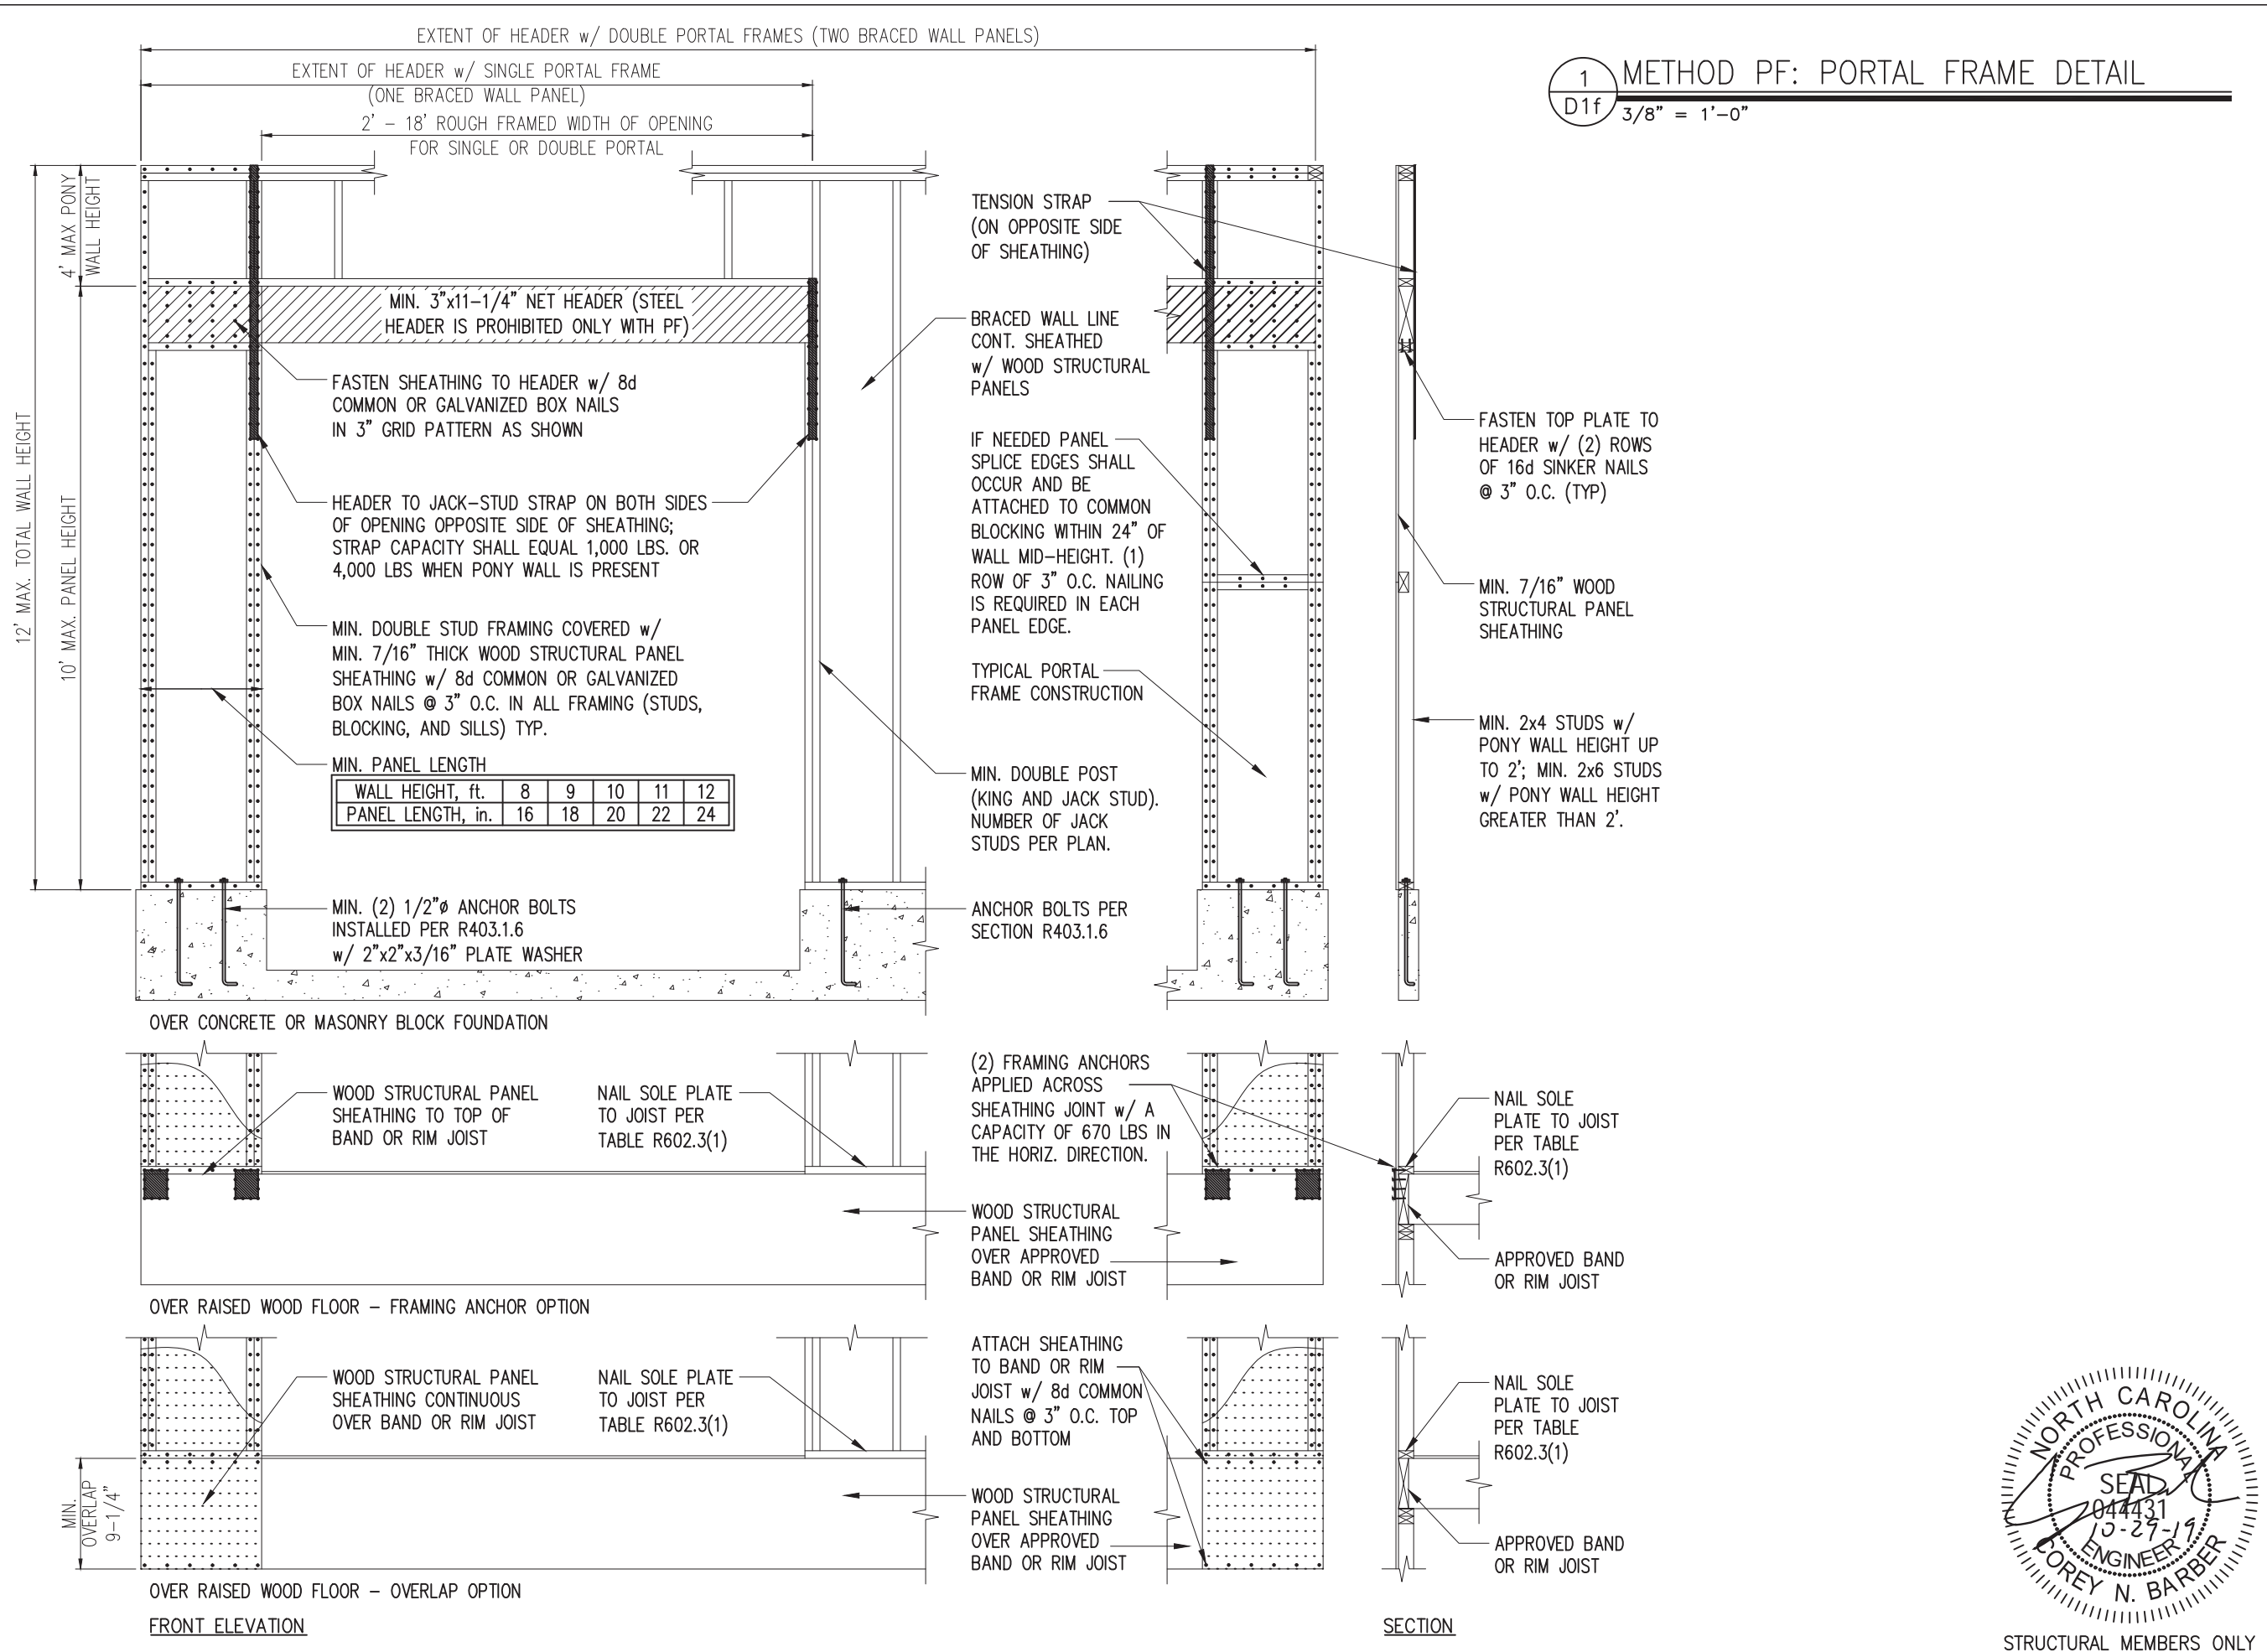 EXTENT OF HEADER w/ DOUBLE PORTAL FRAMES (TWO BRACED WALL PANELS)
EXTENT OF HEADER w/ SINGLE PORTAL FRAME
(ONE BRACED WALL PANEL)
2' - 18' ROUGH FRAMED WIDTH OF OPENING
FOR SINGLE OR DOUBLE PORTAL
1
D1f
METHOD PF: PORTAL FRAME DETAIL
3/8" = 1'-0"
12' MAX. TOTAL WALL HEIGHT
4' MAX PONY
WALL HEIGHT
10' MAX. PANEL HEIGHT
MIN. 3"x11-1/4" NET HEADER (STEEL
HEADER IS PROHIBITED ONLY WITH PF)
FASTEN SHEATHING TO HEADER w/ 8d
COMMON OR GALVANIZED BOX NAILS
IN 3" GRID PATTERN AS SHOWN
HEADER TO JACK-STUD STRAP ON BOTH SIDES
OF OPENING OPPOSITE SIDE OF SHEATHING;
STRAP CAPACITY SHALL EQUAL 1,000 LBS. OR
4,000 LBS WHEN PONY WALL IS PRESENT
MIN. DOUBLE STUD FRAMING COVERED w/
MIN. 7/16" THICK WOOD STRUCTURAL PANEL
SHEATHING w/ 8d COMMON OR GALVANIZED
BOX NAILS @ 3" O.C. IN ALL FRAMING (STUDS,
BLOCKING, AND SILLS) TYP.
MIN. PANEL LENGTH
WALL HEIGHT, ft. 8 9 10 11 12
PANEL LENGTH, in. 16 18 20 22 24
MIN. (2) 1/2"ø ANCHOR BOLTS
INSTALLED PER R403.1.6
w/ 2"x2"x3/16" PLATE WASHER
TENSION STRAP
(ON OPPOSITE SIDE
OF SHEATHING)
BRACED WALL LINE
CONT. SHEATHED
w/ WOOD STRUCTURAL
PANELS
IF NEEDED PANEL
SPLICE EDGES SHALL
OCCUR AND BE
ATTACHED TO COMMON
BLOCKING WITHIN 24" OF
WALL MID-HEIGHT. (1)
ROW OF 3" O.C. NAILING
IS REQUIRED IN EACH
PANEL EDGE.
TYPICAL PORTAL
FRAME CONSTRUCTION
MIN. DOUBLE POST
(KING AND JACK STUD).
NUMBER OF JACK
STUDS PER PLAN.
ANCHOR BOLTS PER
SECTION R403.1.6
FASTEN TOP PLATE TO
HEADER w/ (2) ROWS
OF 16d SINKER NAILS
@ 3" O.C. (TYP)
MIN. 7/16" WOOD
STRUCTURAL PANEL
SHEATHING
MIN. 2x4 STUDS w/
PONY WALL HEIGHT UP
TO 2'; MIN. 2x6 STUDS
w/ PONY WALL HEIGHT
GREATER THAN 2'.
OVER CONCRETE OR MASONRY BLOCK FOUNDATION
WOOD STRUCTURAL PANEL
SHEATHING TO TOP OF
BAND OR RIM JOIST
NAIL SOLE PLATE
TO JOIST PER
TABLE R602.3(1)
(2) FRAMING ANCHORS
APPLIED ACROSS
SHEATHING JOINT w/ A
CAPACITY OF 670 LBS IN
THE HORIZ. DIRECTION.
WOOD STRUCTURAL
PANEL SHEATHING
OVER APPROVED
BAND OR RIM JOIST
NAIL SOLE
PLATE TO JOIST
PER TABLE
R602.3(1)
APPROVED BAND
OR RIM JOIST
OVER RAISED WOOD FLOOR - FRAMING ANCHOR OPTION
WOOD STRUCTURAL PANEL
SHEATHING CONTINUOUS
OVER BAND OR RIM JOIST
NAIL SOLE PLATE
TO JOIST PER
TABLE R602.3(1)
MIN.
OVERLAP
9-1/4"
ATTACH SHEATHING
TO BAND OR RIM
JOIST w/ 8d COMMON
NAILS @ 3" O.C. TOP
AND BOTTOM
WOOD STRUCTURAL
PANEL SHEATHING
OVER APPROVED
BAND OR RIM JOIST
NAIL SOLE
PLATE TO JOIST
PER TABLE
R602.3(1)
APPROVED BAND
OR RIM JOIST
OVER RAISED WOOD FLOOR - OVERLAP OPTION
FRONT ELEVATION
SECTION
NORTH CAROLINA
PROFESSIONAL
SEAL
044431
10-29-19
ENGINEER
COREY N. BARBER
STRUCTURAL MEMBERS ONLY